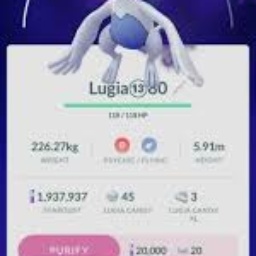 Lugia⑬80
118 / 118 HP
226.27kg
WEIGHT
PSYCHIC / FLYING
5.91m
HEIGHT
1,937,937
STARDUST
45
LUGIA CANDY
3
LUGIA CANDY XL
PURIFY
20,000
20